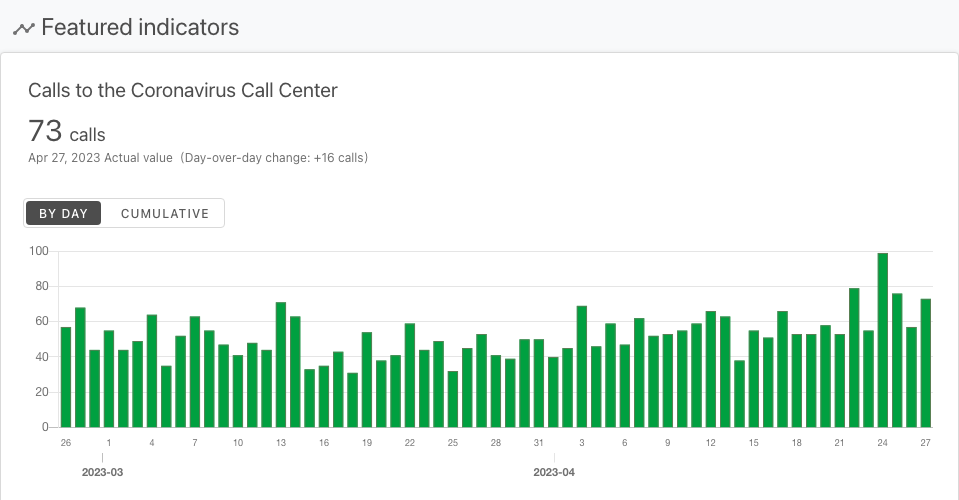 Featured indicators
Calls to the Coronavirus Call Center
73 calls
Apr 27, 2023 Actual value (Day-over-day change: +16 calls)
BY DAY CUMULATIVE
100
80
60
40
20
0
26 1 4 7 10 13 16 19 22 25 28 31 3 6 9 12 15 18 21 24 27
2023-03 2023-04